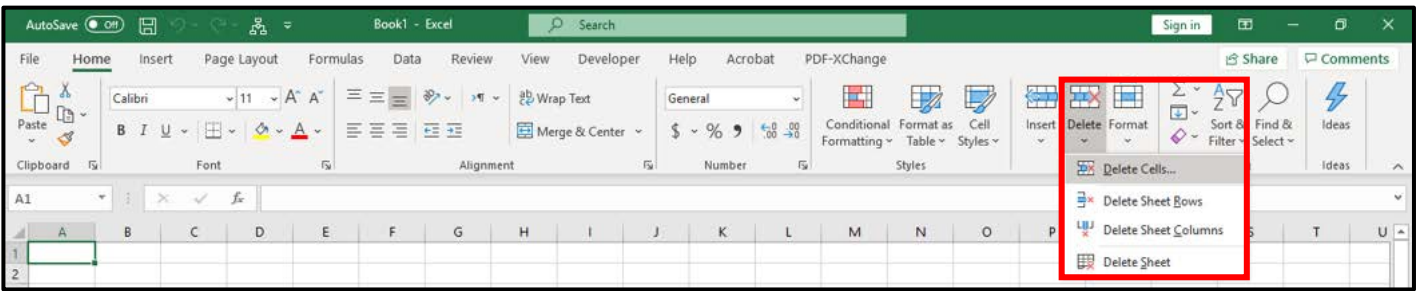 AutoSave Off Book1 - Excel Search Sign in
File Home Insert Page Layout Formulas Data Review View Developer Help Acrobat PDF-XChange Share Comments
Paste Calibri 11 A A Wrap Text General Conditional Formatting Format as Table Cell Styles Insert Delete Format Sort & Filter Find & Select Ideas
B I U A Merge & Center $ % 9
Clipboard Font Alignment Number Styles Ideas
Delete Cells...
A1 fx
Delete Sheet Rows
A B C D E F G H I J K L M N O P S T U
Delete Sheet Columns
1
2
Delete Sheet